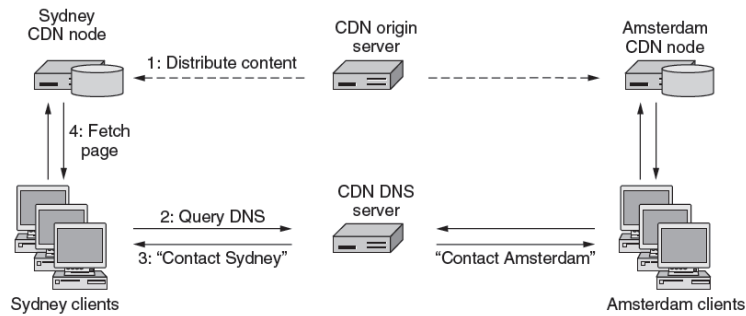 Sydney
CDN node
CDN origin
server
Amsterdam
CDN node
1: Distribute content
4: Fetch
page
CDN DNS
server
2: Query DNS
3: “Contact Sydney”
“Contact Amsterdam”
Sydney clients
Amsterdam clients